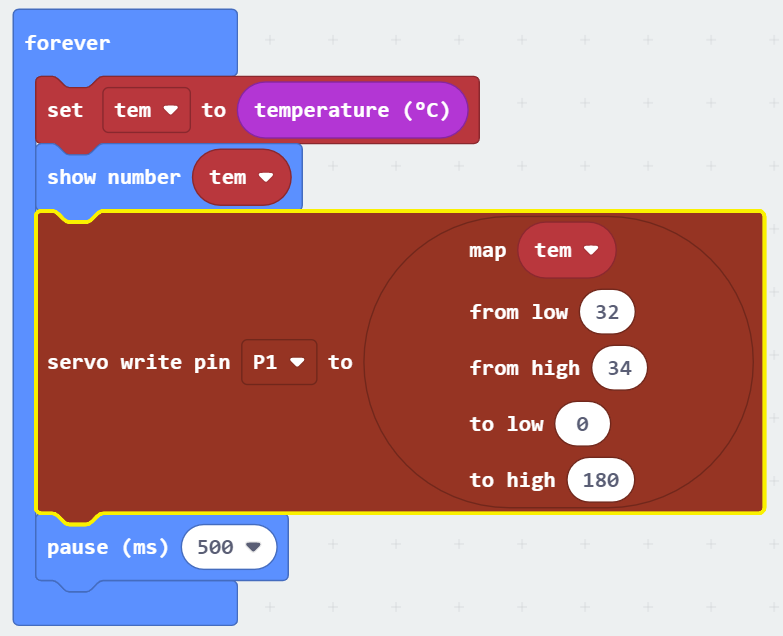 forever
set tem to temperature (°C)
show number tem
map tem
from low 32
from high 34
servo write pin P1 to
to low 0
to high 180
pause (ms) 500